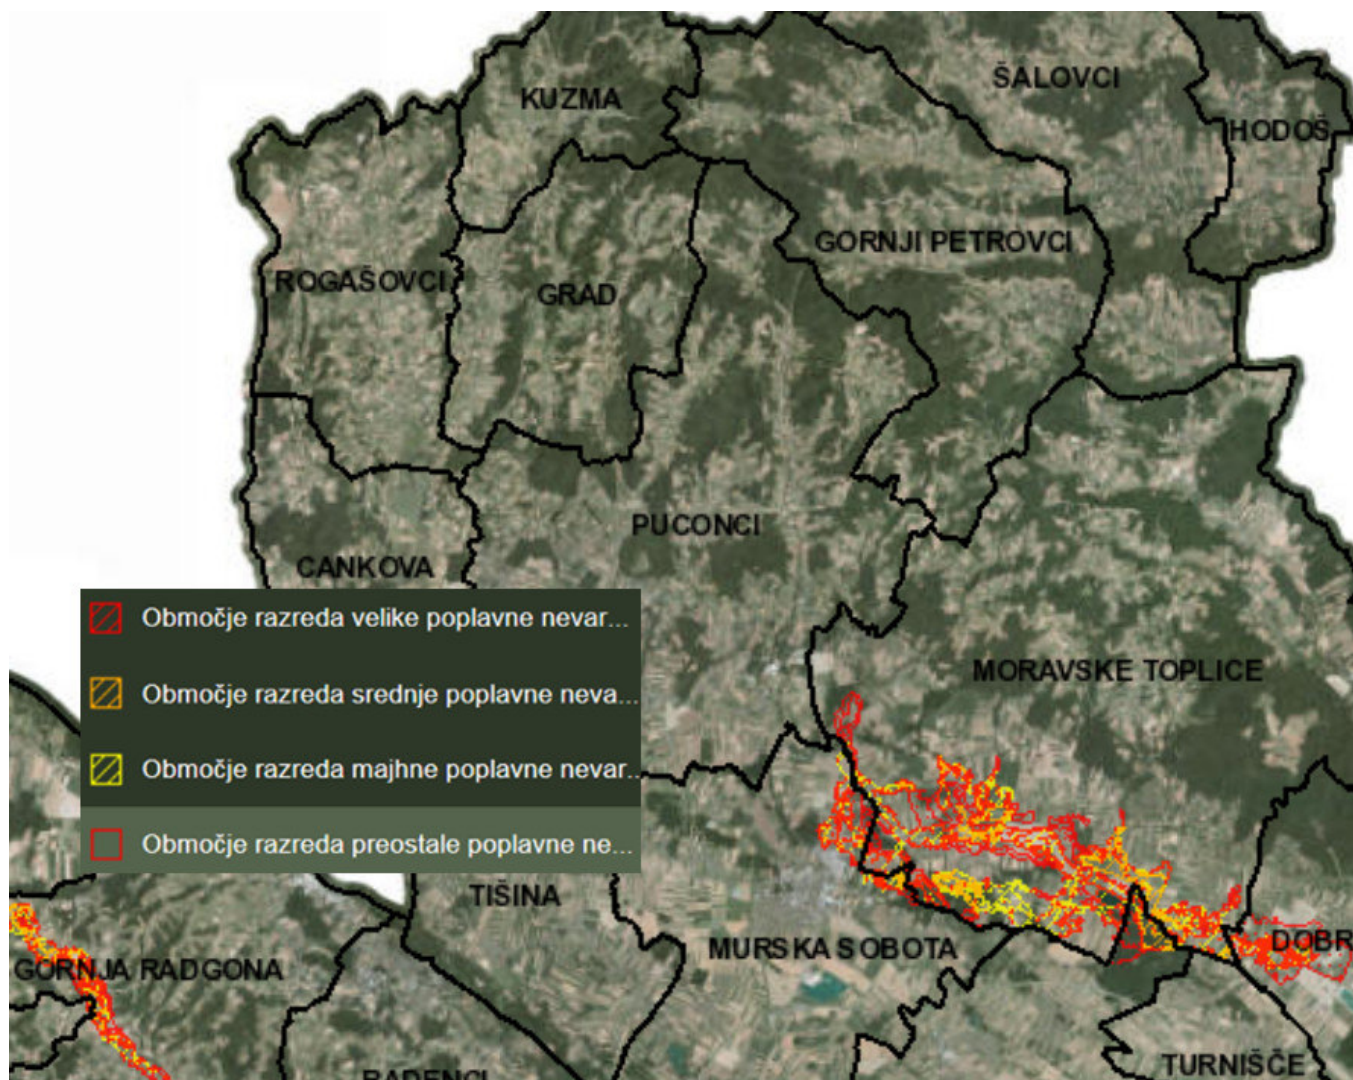 ŠALOVCI
KUZMA
HODOŠ
GORNJI PETROVCI
ROGAŠOVCI
GRAD
PUCONCI
CANKOVA
Območje razreda velike poplavne nevar...
MORAVSKE TOPLICE
Območje razreda srednje poplavne neva...
Območje razreda majhne poplavne nevar...
Območje razreda preostale poplavne ne...
TIŠINA
MURSKA SOBOTA
DOBR
GORNJA RADGONA
TURNIŠČE
RADENCI